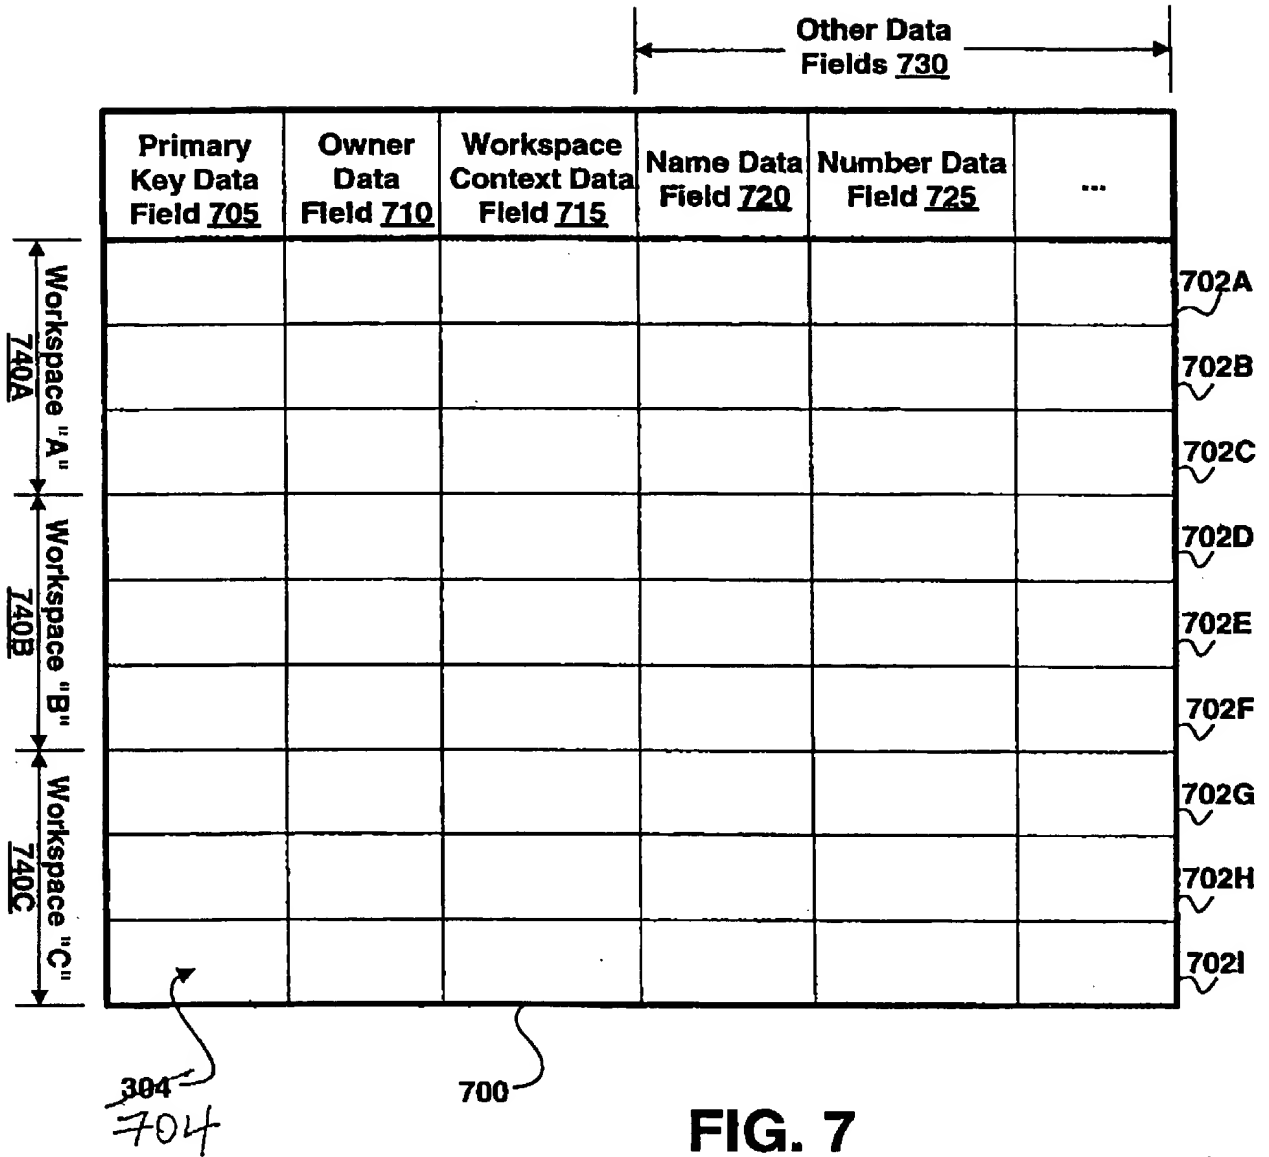 Other Data
Fields 730
Primary
Key Data
Field 705
Owner
Data
Field 710
Workspace
Context Data
Field 715
Name Data
Field 720
Number Data
Field 725
...
Workspace "A"
740A
Workspace "B"
740B
Workspace "C"
740C
702A
702B
702C
702D
702E
702F
702G
702H
702I
304
704
700
FIG. 7